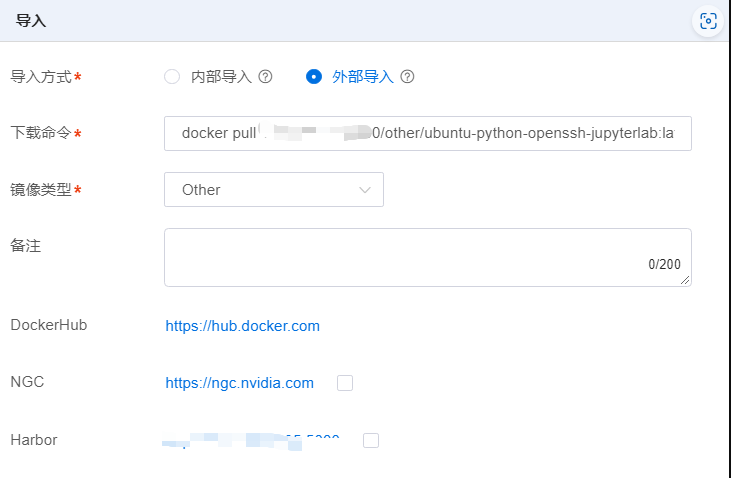 导入
导入方式* 内部导入 ? 外部导入 ?
下载命令* docker pull 0/other/ubuntu-python-openssh-jupyterlab:la
镜像类型* Other
备注
0/200
DockerHub https://hub.docker.com
NGC https://ngc.nvidia.com
Harbor